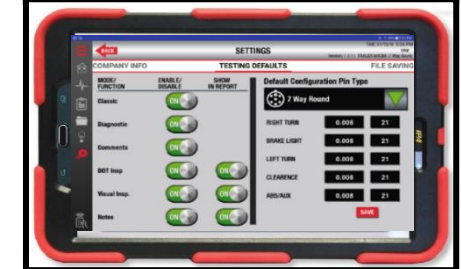 BACK
SETTINGS
COMPANY INFO
TESTING DEFAULTS
FILE SAVING
MODE/ FUNCTION
ENABLE/ DISABLE
SHOW IN REPORT
Default Configuration Pin Type
Classic ON
7 Way Round
Diagnostic ON
RIGHT TURN 0.008 21
Comments ON
BRAKE LIGHT 0.008 21
DOT Insp ON ON
LEFT TURN 0.008 21
CLEARENCE 0.008 21
Visual Insp. ON ON
ABS/AUX 0.008 21
Notes ON ON
SAVE